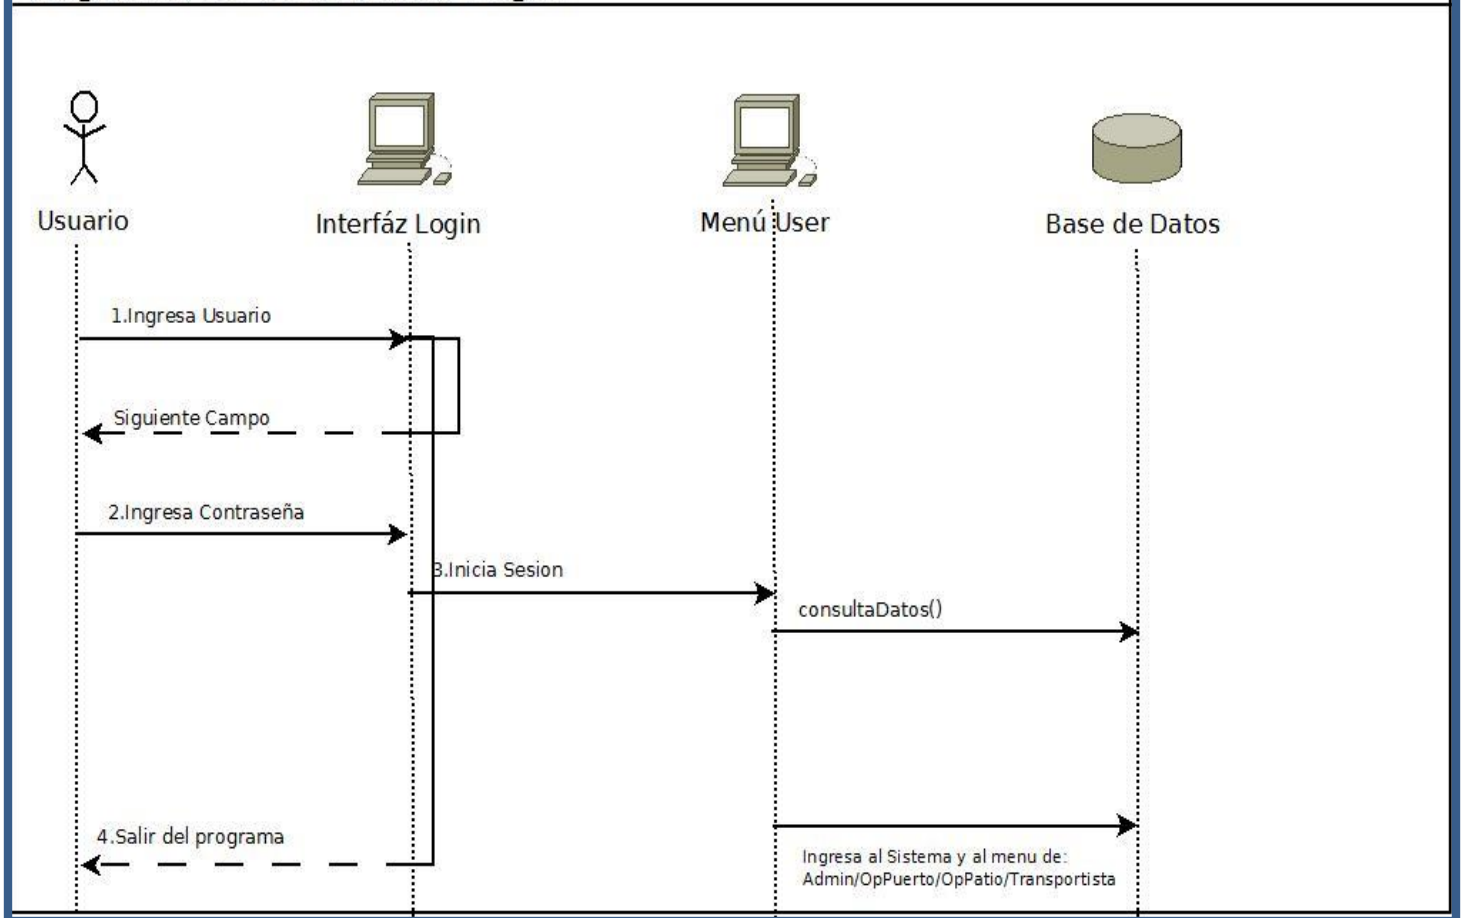 Usuario
Interfáz Login
Menú User
Base de Datos
1.Ingresa Usuario
Siguiente Campo
2.Ingresa Contraseña
3.Inicia Sesion
consultaDatos()
4.Salir del programa
Ingresa al Sistema y al menu de:
Admin/OpPuerto/OpPatio/Transportista